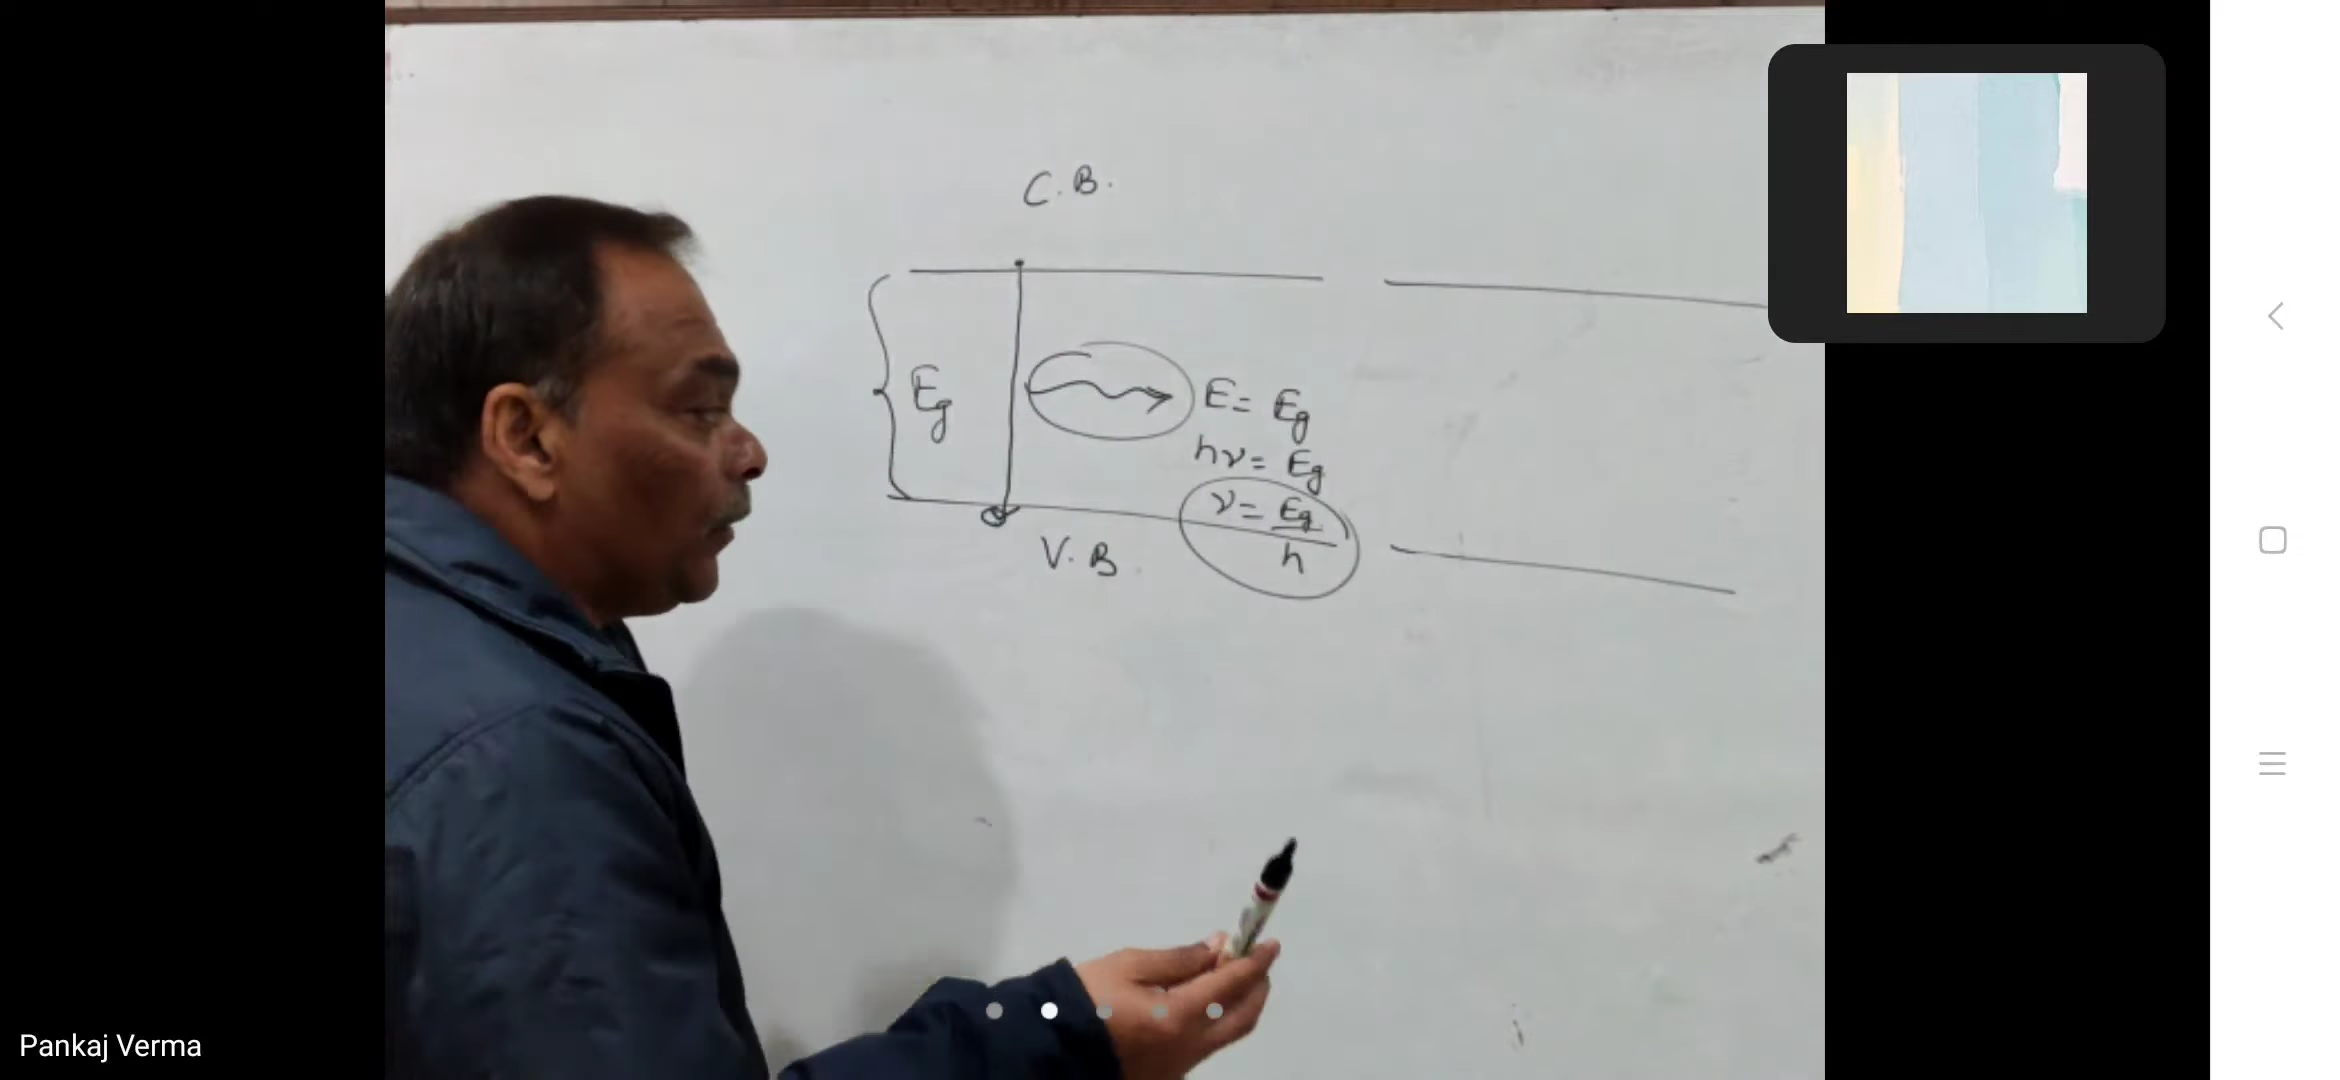 C. B.
Eg
E = Eg
hν = Eg
ν = Eg
h
V. B
Pankaj Verma